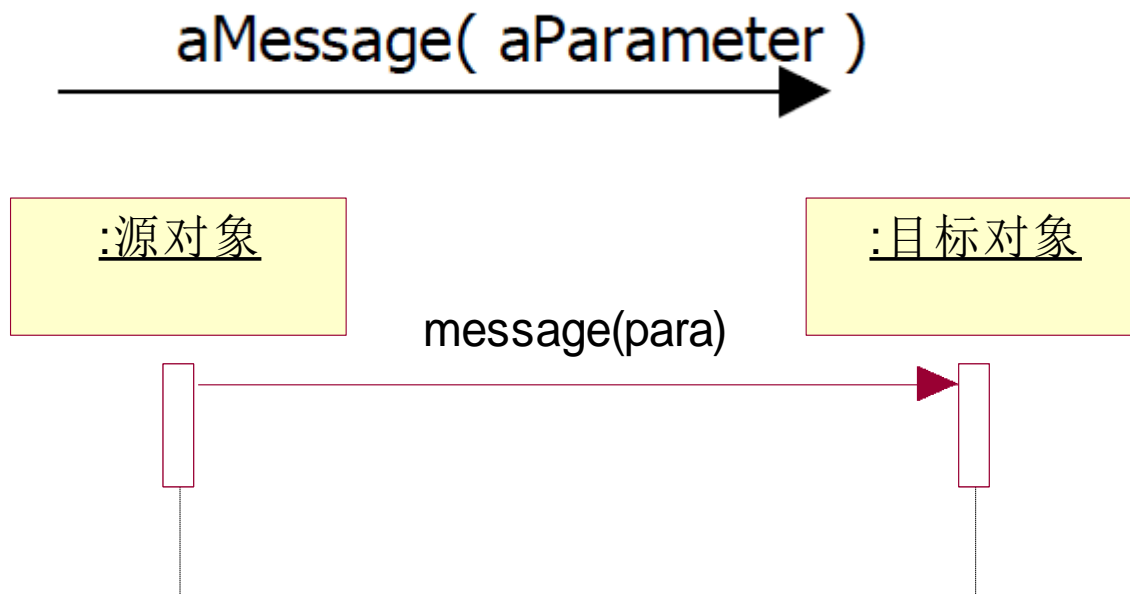 aMessage( aParameter )
:源对象
:目标对象
message(para)